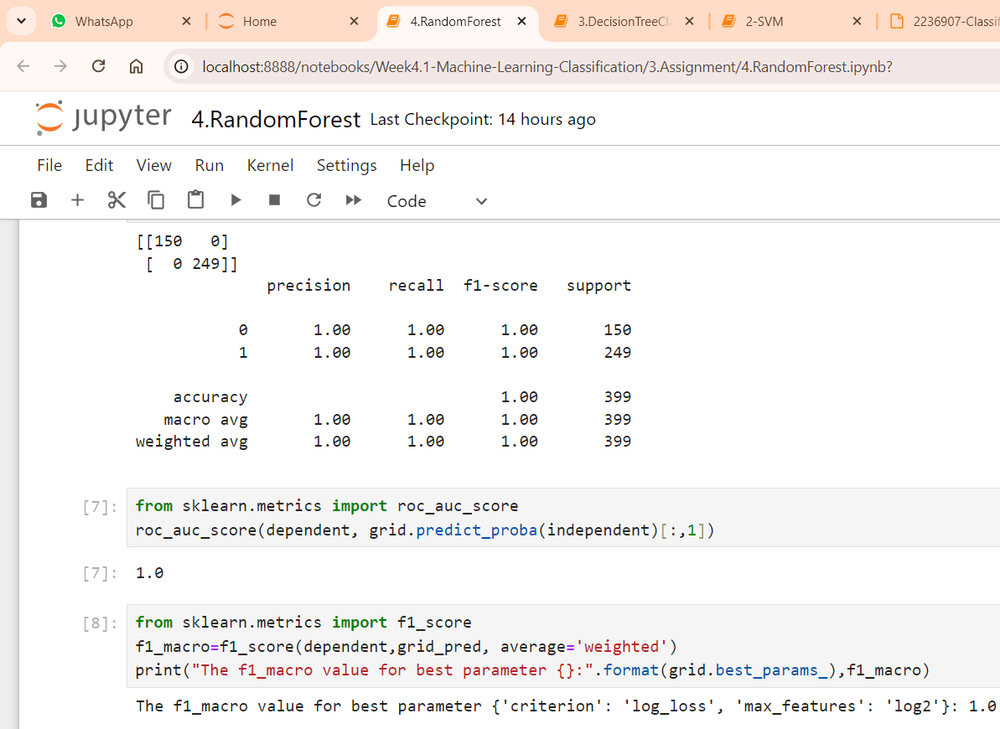 WhatsApp Home 4.RandomForest 3.DecisionTreeCla 2-SVM 2236907-Classif
localhost:8888/notebooks/Week4.1-Machine-Learning-Classification/3.Assignment/4.RandomForest.ipynb?
jupyter 4.RandomForest Last Checkpoint: 14 hours ago
File Edit View Run Kernel Settings Help
Code
[[150   0]
 [  0 249]]
              precision    recall  f1-score   support
           0       1.00      1.00      1.00       150
           1       1.00      1.00      1.00       249
    accuracy                           1.00       399
   macro avg       1.00      1.00      1.00       399
weighted avg       1.00      1.00      1.00       399
[7]: from sklearn.metrics import roc_auc_score
roc_auc_score(dependent, grid.predict_proba(independent)[:,1])
[7]: 1.0
[8]: from sklearn.metrics import f1_score
f1_macro=f1_score(dependent,grid_pred, average='weighted')
print("The f1_macro value for best parameter {}:".format(grid.best_params_),f1_macro)
The f1_macro value for best parameter {'criterion': 'log_loss', 'max_features': 'log2'}: 1.0